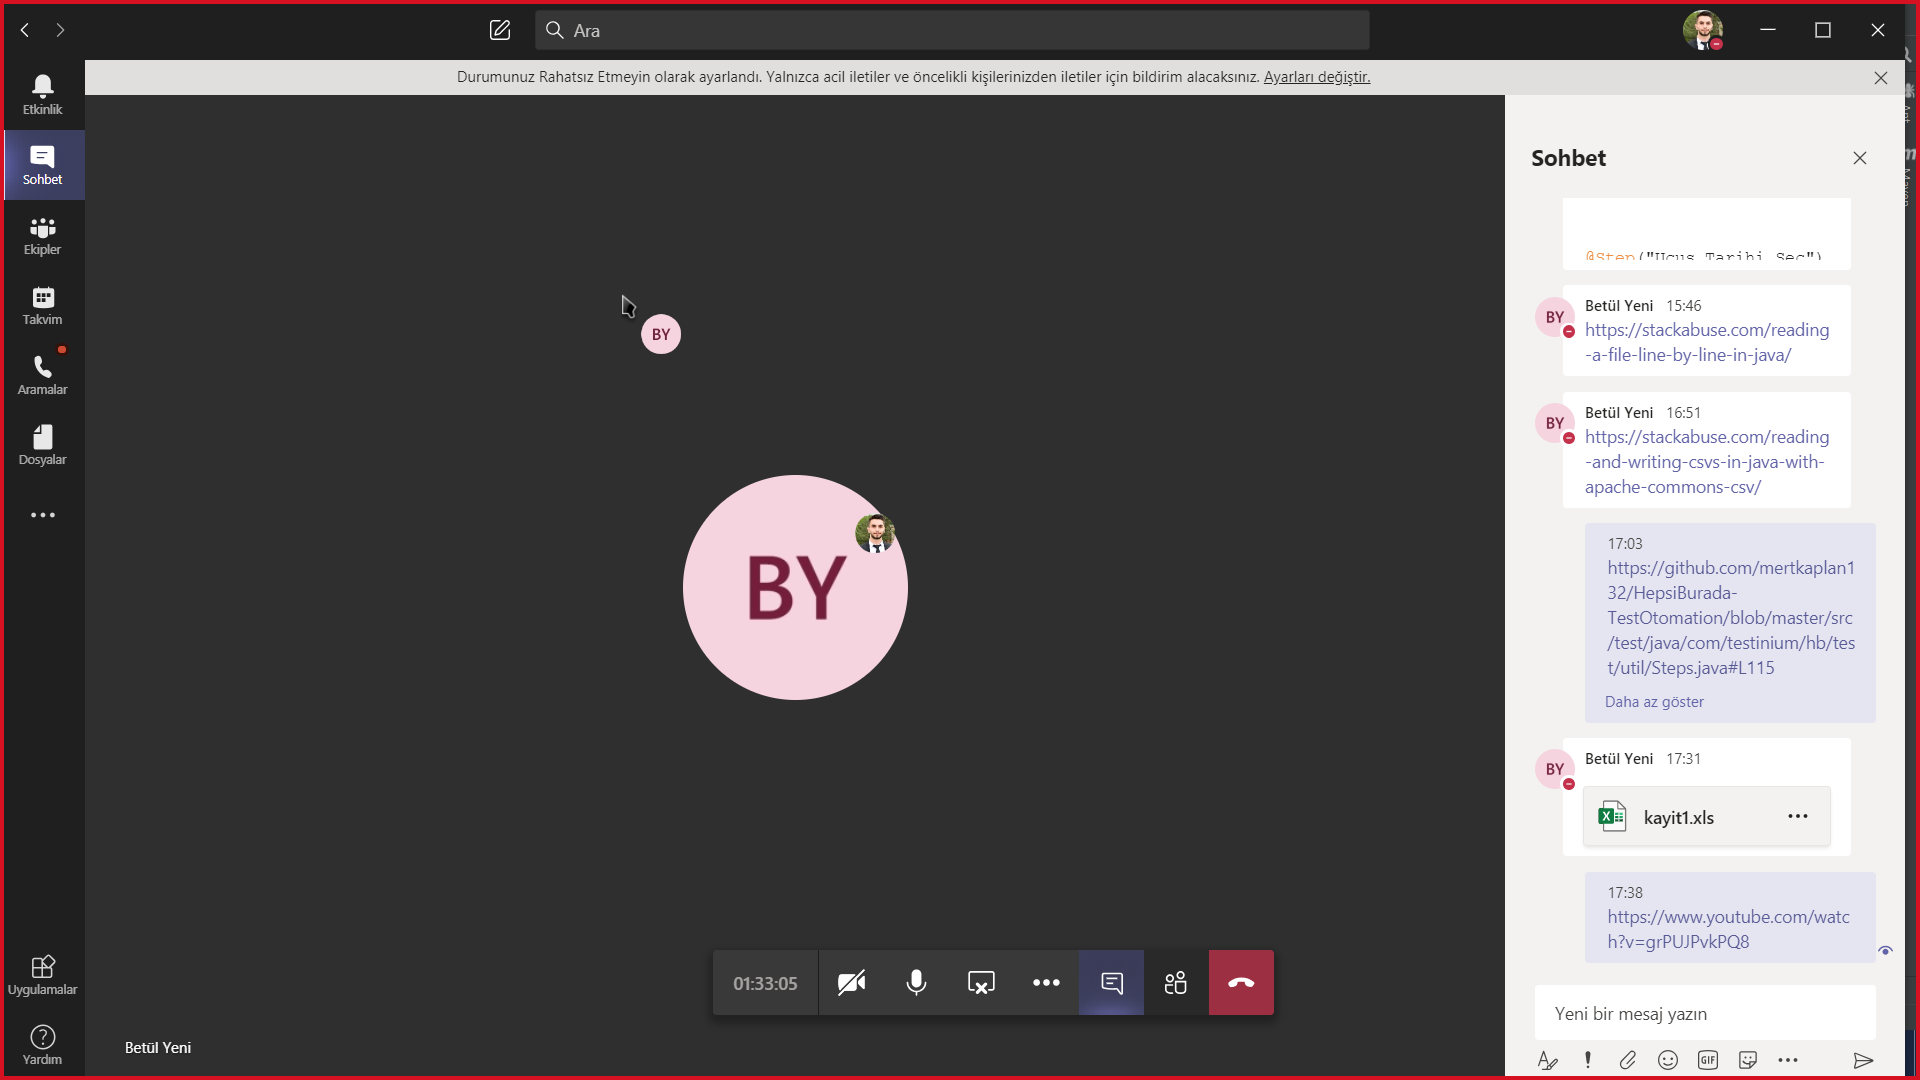 Ara
Durumunuz Rahatsız Etmeyin olarak ayarlandı. Yalnızca acil iletiler ve öncelikli kişilerinizden iletiler için bildirim alacaksınız. Ayarları değiştir.
Etkinlik
Sohbet
Ekipler
Takvim
Aramalar
Dosyalar
Uygulamalar
Yardım
BY
BY
01:33:05
Betül Yeni
Sohbet
@Step("Ucus Tarihi Sec")
BY
Betül Yeni 15:46
https://stackabuse.com/reading
-a-file-line-by-line-in-java/
BY
Betül Yeni 16:51
https://stackabuse.com/reading
-and-writing-csvs-in-java-with-
apache-commons-csv/
17:03
https://github.com/mertkaplan1
32/HepsiBurada-
TestOtomation/blob/master/src
/test/java/com/testinium/hb/tes
t/util/Steps.java#L115
Daha az göster
BY
Betül Yeni 17:31
kayit1.xls
17:38
https://www.youtube.com/watc
h?v=grPUJPvkPQ8
Yeni bir mesaj yazın
GIF